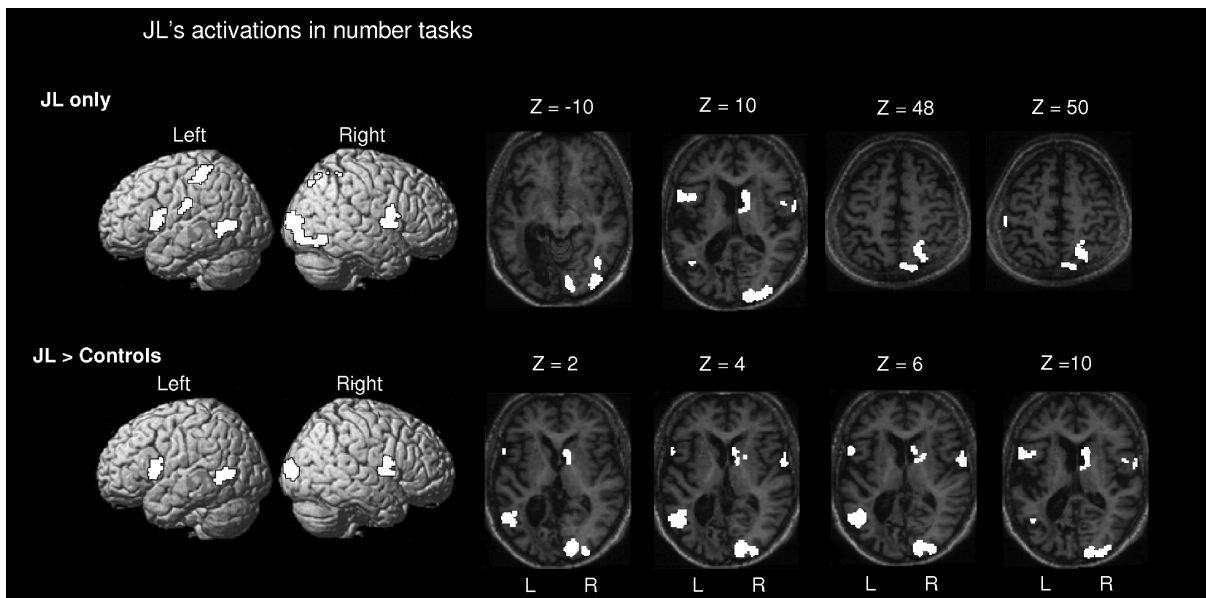 JL's activations in number tasks
JL only
Left Right
Z = -10 Z = 10 Z = 48 Z = 50
JL > Controls
Left Right
Z = 2 Z = 4 Z = 6 Z =10
L R L R L R L R